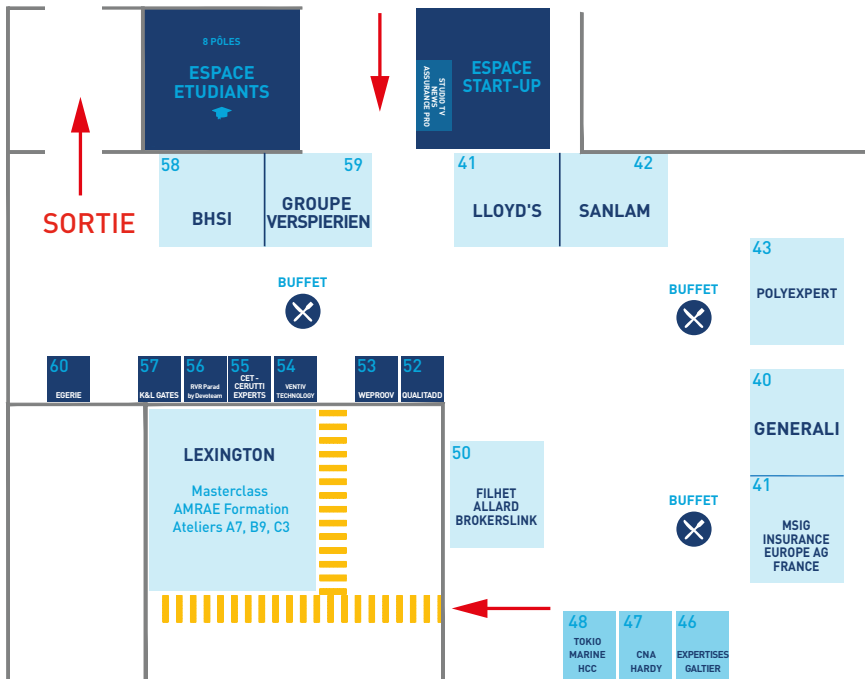 8 PÔLES
ESPACE
ETUDIANTS
STUDIO TV
NEWS
ASSURANCE PRO
ESPACE
START-UP
SORTIE
58
BHSI
59
GROUPE
VERSPIERIEN
41
LLOYD'S
42
SANLAM
43
POLYEXPERT
BUFFET
BUFFET
60
EGERIE
57
K&L GATES
56
RVR Parad
by Devoteam
55
CET -
CERUTTI
EXPERTS
54
VENTIV
TECHNOLOGY
53
WEPROOV
52
QUALITADD
40
GENERALI
LEXINGTON
Masterclass
AMRAE Formation
Ateliers A7, B9, C3
50
FILHET
ALLARD
BROKERSLINK
BUFFET
41
MSIG
INSURANCE
EUROPE AG
FRANCE
48
TOKIO
MARINE
HCC
47
CNA
HARDY
46
EXPERTISES
GALTIER